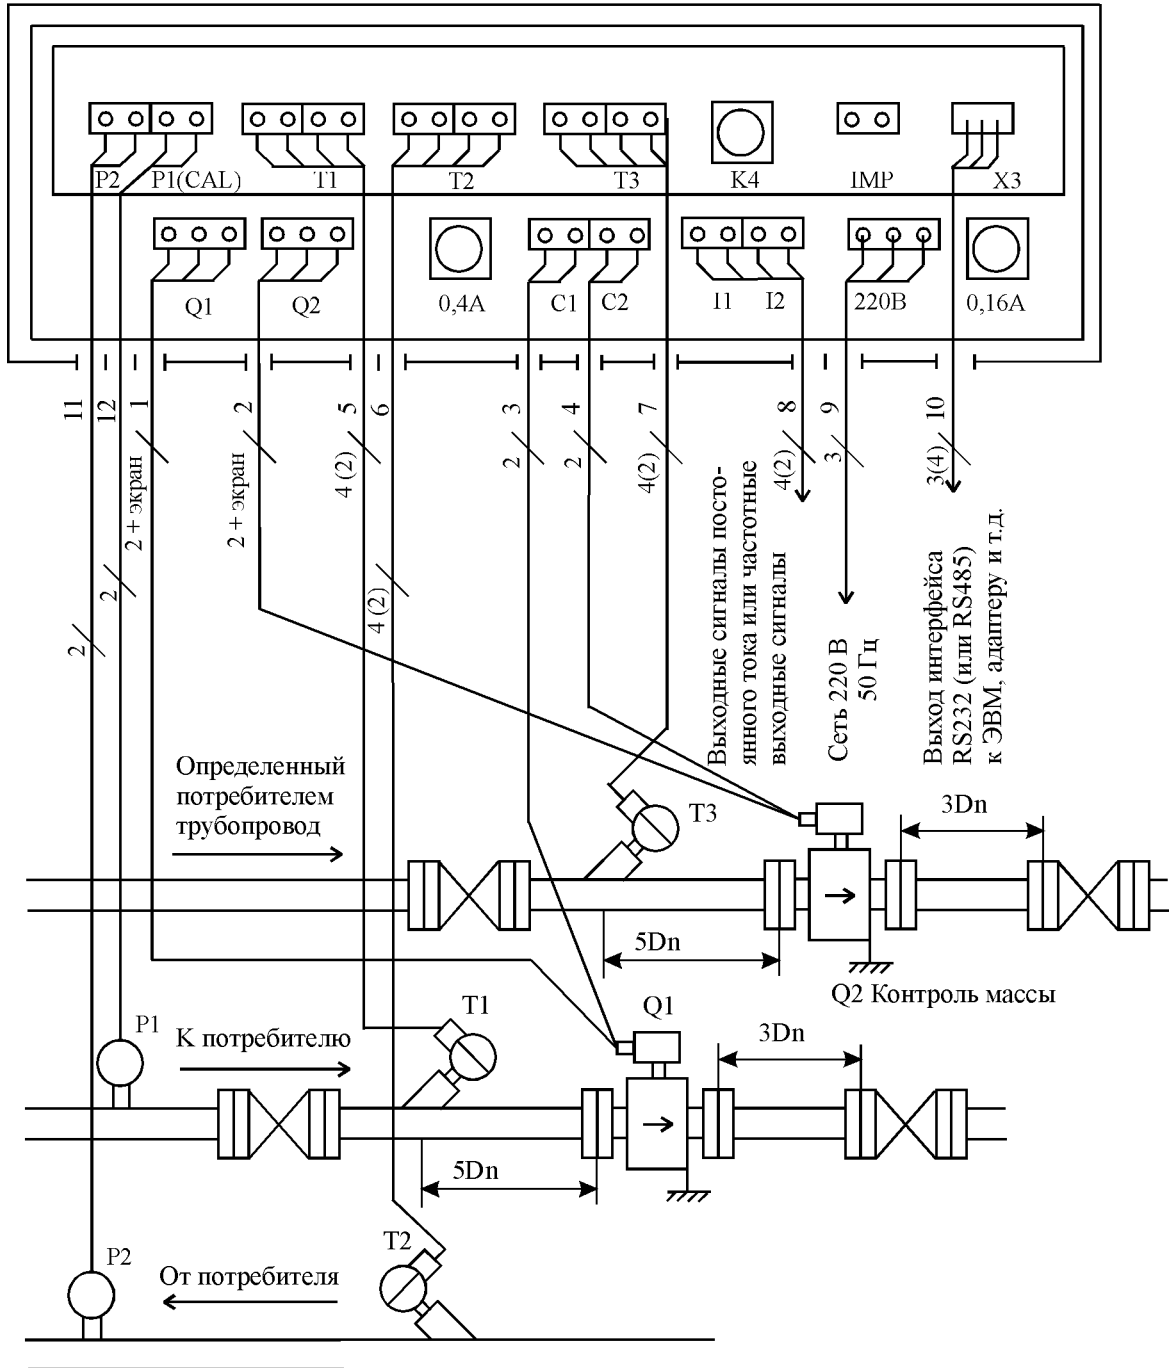 P2
P1(CAL)
T1
T2
T3
K4
IMP
X3
Q1
Q2
0,4А
C1
C2
I1
I2
220В
0,16А
11
12
1
2
5
6
3
4
7
8
9
10
2 + экран
2 + экран
4 (2)
2
2
4(2)
4(2)
3
3(4)
2
2
4 (2)
Выходные сигналы посто-
янного тока или частотные
выходные сигналы
Сеть 220 В
50 Гц
Выход интерфейса
RS232 (или RS485)
к ЭВМ, адаптеру и т.д.
Определенный
потребителем
трубопровод
T3
3Dn
5Dn
Q2 Контроль массы
P1
К потребителю
T1
Q1
3Dn
5Dn
P2
От потребителя
T2